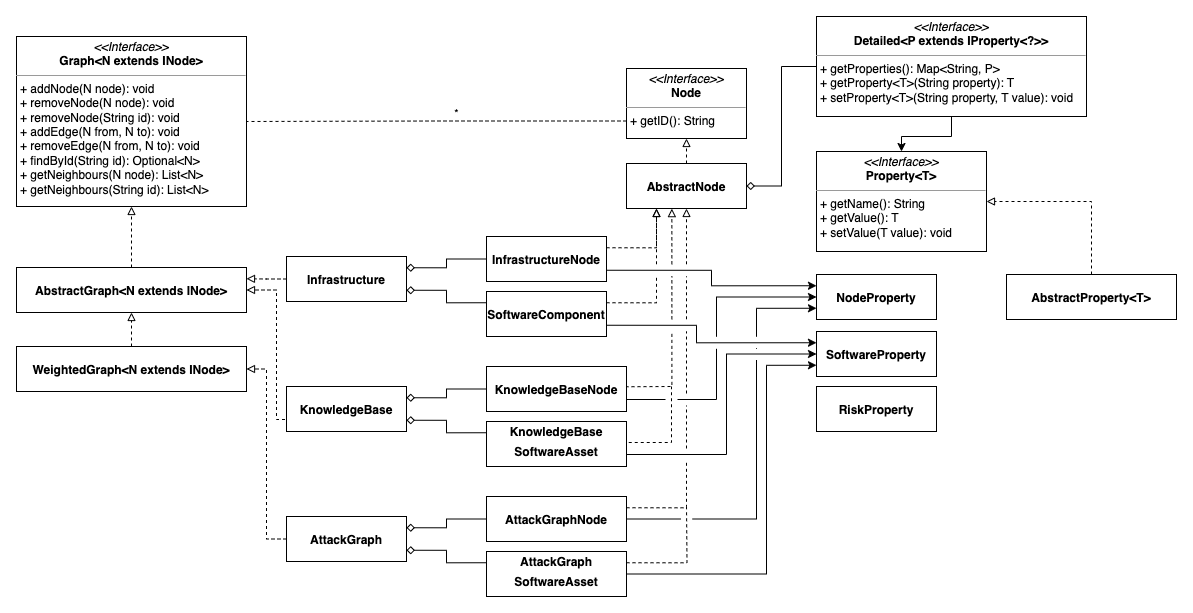 <<Interface>>
Graph<N extends INode>
+ addNode(N node): void
+ removeNode(N node): void
+ removeNode(String id): void
+ addEdge(N from, N to): void
+ removeEdge(N from, N to): void
+ findById(String id): Optional<N>
+ getNeighbours(N node): List<N>
+ getNeighbours(String id): List<N>
*
<<Interface>>
Node
+ getID(): String
<<Interface>>
Detailed<P extends IProperty<?>>
+ getProperties(): Map<String, P>
+ getProperty<T>(String property): T
+ setProperty<T>(String property, T value): void
AbstractNode
<<Interface>>
Property<T>
+ getName(): String
+ getValue(): T
+ setValue(T value): void
AbstractGraph<N extends INode>
Infrastructure
InfrastructureNode
SoftwareComponent
NodeProperty
AbstractProperty<T>
WeightedGraph<N extends INode>
SoftwareProperty
KnowledgeBase
KnowledgeBaseNode
KnowledgeBase
SoftwareAsset
RiskProperty
AttackGraph
AttackGraphNode
AttackGraph
SoftwareAsset